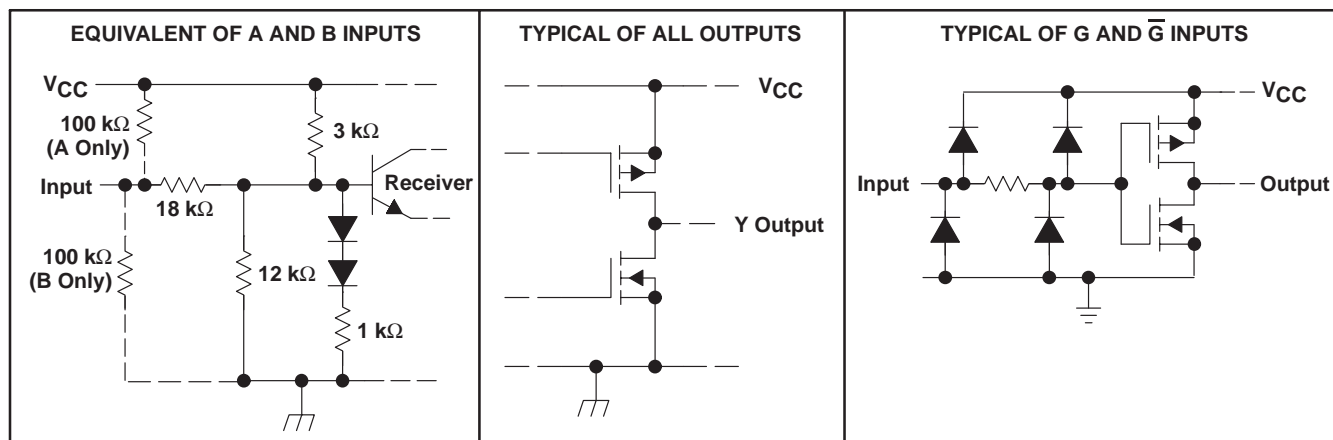 EQUIVALENT OF A AND B INPUTS
VCC
100 kΩ
(A Only)
3 kΩ
Input
18 kΩ
Receiver
100 kΩ
(B Only)
12 kΩ
1 kΩ
TYPICAL OF ALL OUTPUTS
VCC
Y Output
TYPICAL OF G AND G̅ INPUTS
VCC
Input
Output